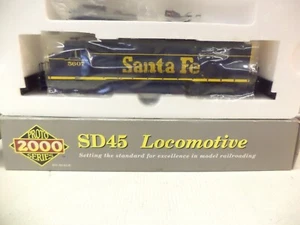 Santa Fe
PROTO
2000
SERIES
SD45 Locomotive
Setting the standard for excellence in model railroading